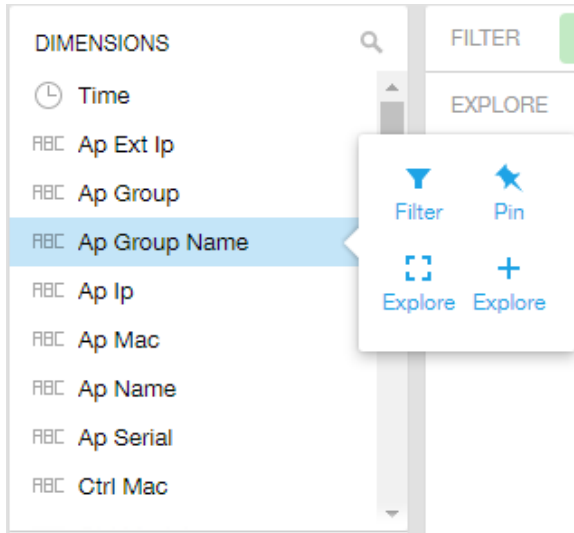 DIMENSIONS
Time
ABC Ap Ext Ip
ABC Ap Group
ABC Ap Group Name
ABC Ap Ip
ABC Ap Mac
ABC Ap Name
ABC Ap Serial
ABC Ctrl Mac
FILTER
EXPLORE
Filter Pin
Explore Explore